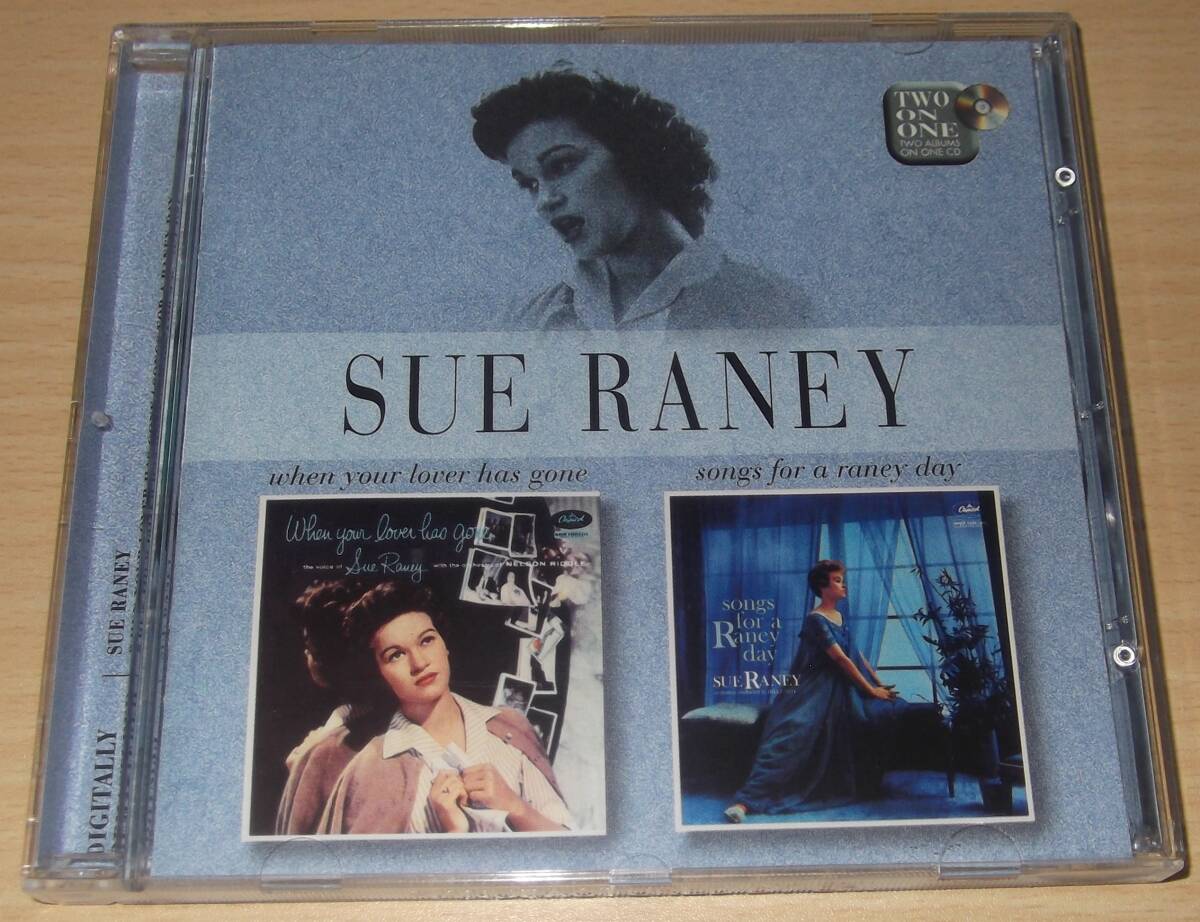 TWO
ON
ONE
TWO ALBUMS
ON ONE CD
SUE RANEY
when your lover has gone
songs for a raney day
When your lover has gone
the voice of Sue Raney with the orchestra of NELSON RIDDLE
Capitol
songs
for a
Raney
day
SUE RANEY
Capitol
SUE RANEY
DIGITALLY